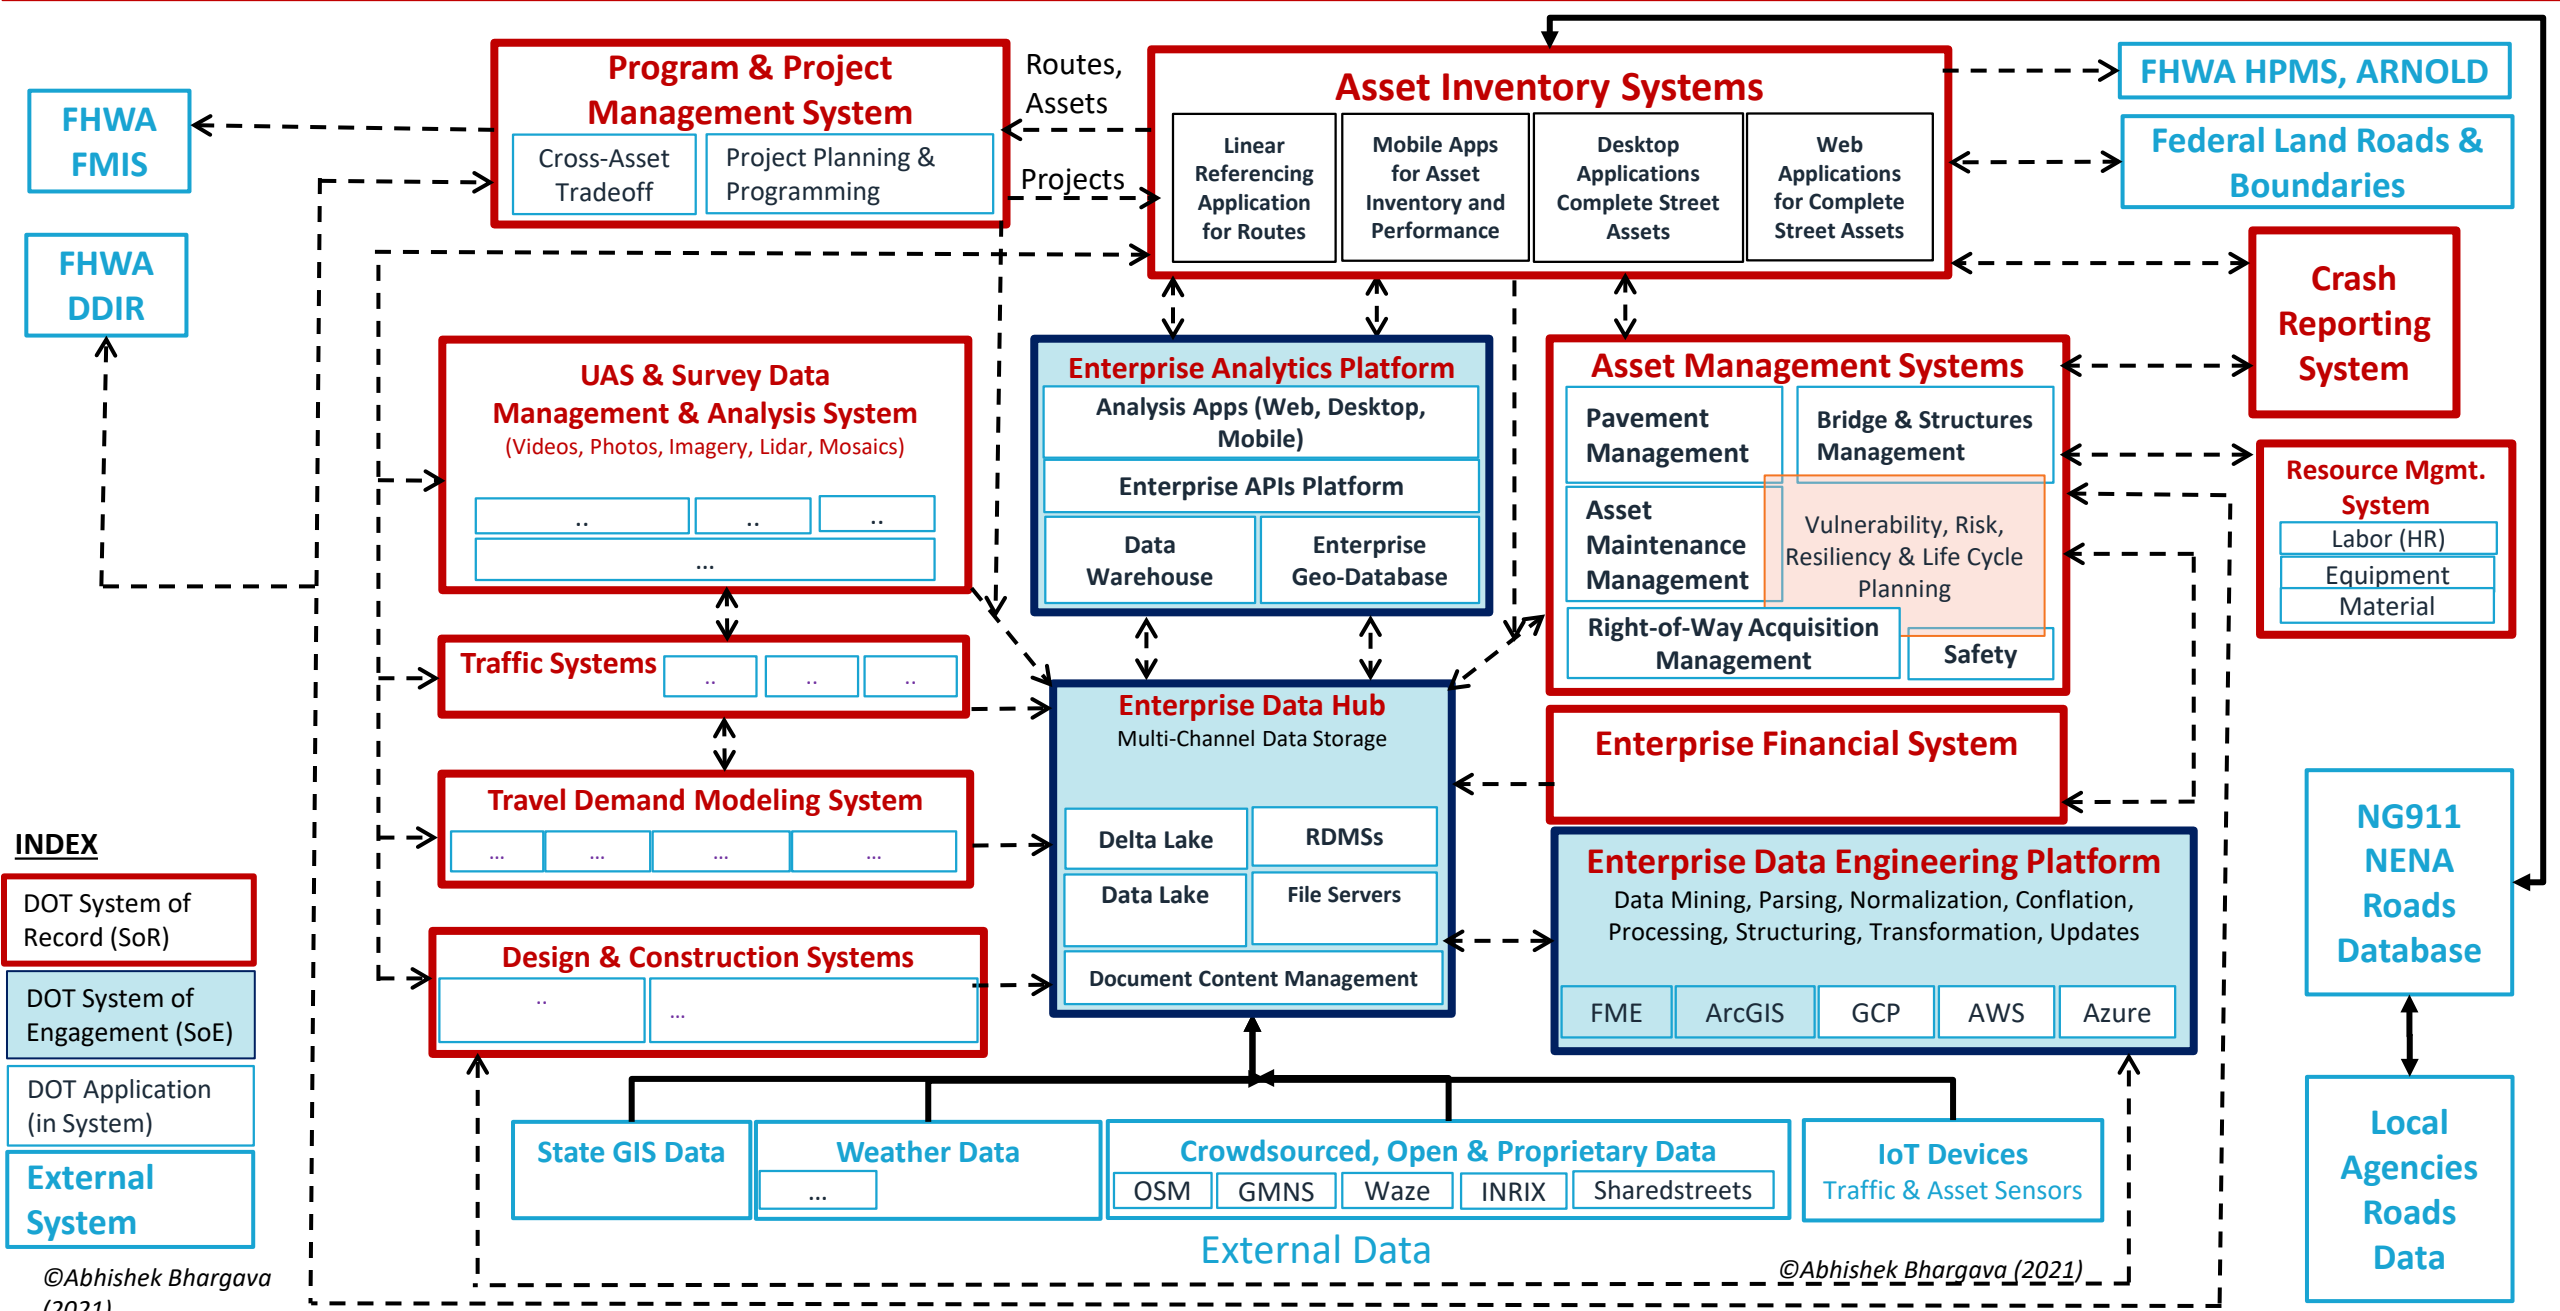 FHWA
FMIS
FHWA
DDIR
Program & Project
Management System
Cross-Asset
Tradeoff
Project Planning &
Programming
Routes,
Assets
Projects
Asset Inventory Systems
Linear
Referencing
Application
for Routes
Mobile Apps
for Asset
Inventory and
Performance
Desktop
Applications
Complete Street
Assets
Web
Applications
for Complete
Street Assets
FHWA HPMS, ARNOLD
Federal Land Roads &
Boundaries
Crash
Reporting
System
UAS & Survey Data
Management & Analysis System
(Videos, Photos, Imagery, Lidar, Mosaics)
..
..
..
...
Traffic Systems
..
..
..
Travel Demand Modeling System
...
...
...
...
Design & Construction Systems
..
...
Enterprise Analytics Platform
Analysis Apps (Web, Desktop,
Mobile)
Enterprise APIs Platform
Data
Warehouse
Enterprise
Geo-Database
Enterprise Data Hub
Multi-Channel Data Storage
Delta Lake
RDMSs
Data Lake
File Servers
Document Content Management
Asset Management Systems
Pavement
Management
Bridge & Structures
Management
Asset
Maintenance
Management
Vulnerability, Risk,
Resiliency & Life Cycle
Planning
Right-of-Way Acquisition
Management
Safety
Resource Mgmt.
System
Labor (HR)
Equipment
Material
Enterprise Financial System
Enterprise Data Engineering Platform
Data Mining, Parsing, Normalization, Conflation,
Processing, Structuring, Transformation, Updates
FME
ArcGIS
GCP
AWS
Azure
NG911
NENA
Roads
Database
Local
Agencies
Roads
Data
State GIS Data
Weather Data
...
Crowdsourced, Open & Proprietary Data
OSM
GMNS
Waze
INRIX
Sharedstreets
IoT Devices
Traffic & Asset Sensors
External Data
INDEX
DOT System of
Record (SoR)
DOT System of
Engagement (SoE)
DOT Application
(in System)
External
System
©Abhishek Bhargava
(2021)
©Abhishek Bhargava (2021)